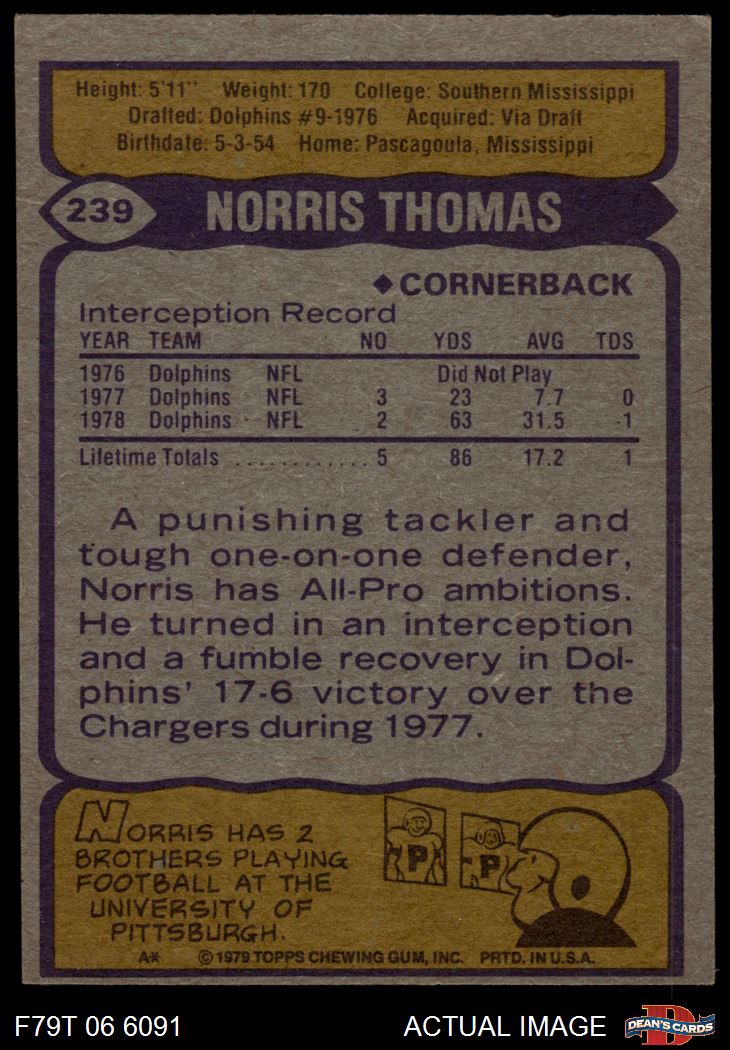 Height: 5'11" Weight: 170 College: Southern Mississippi
Drafted: Dolphins #9-1976 Acquired: Via Draft
Birthdate: 5-3-54 Home: Pascagoula, Mississippi
239 NORRIS THOMAS
◆ CORNERBACK
Interception Record
YEAR TEAM NO YDS AVG TDS
1976 Dolphins NFL Did Not Play
1977 Dolphins NFL 3 23 7.7 0
1978 Dolphins NFL 2 63 31.5 1
Lifetime Totals ............ 5 86 17.2 1
A punishing tackler and
tough one-on-one defender,
Norris has All-Pro ambitions.
He turned in an interception
and a fumble recovery in Dol-
phins' 17-6 victory over the
Chargers during 1977.
NORRIS HAS 2
BROTHERS PLAYING
FOOTBALL AT THE
UNIVERSITY OF
PITTSBURGH.
P P
A* © 1979 TOPPS CHEWING GUM, INC. PRTD. IN U.S.A.
F79T 06 6091 ACTUAL IMAGE D DEAN'S CARDS